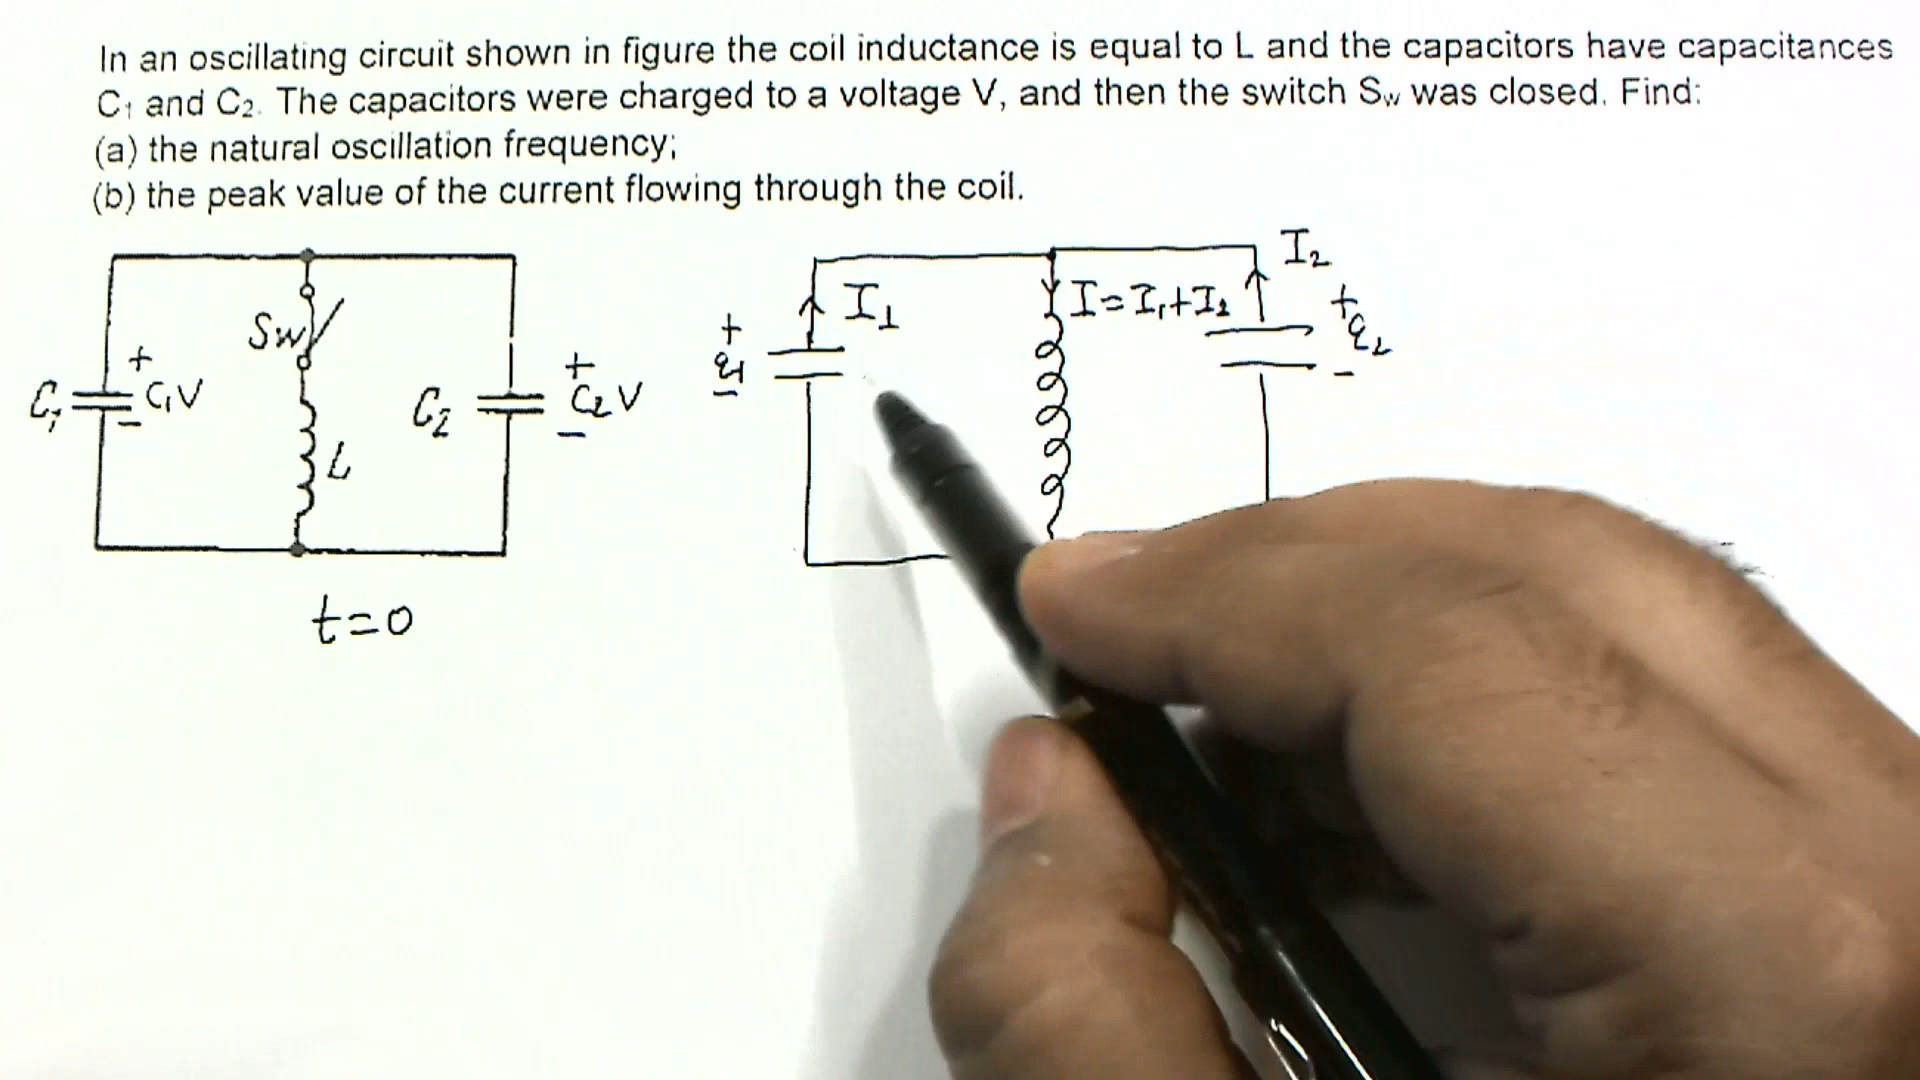 In an oscillating circuit shown in figure the coil inductance is equal to L and the capacitors have capacitances
C₁ and C₂. The capacitors were charged to a voltage V, and then the switch Sw was closed. Find:
(a) the natural oscillation frequency;
(b) the peak value of the current flowing through the coil.
I₂
Sw
+
C₁
C₁V
-
L
C₂
+
C₂V
-
t=0
+
q₁
-
I₁
I=I₁+I₂
+
q₂
-